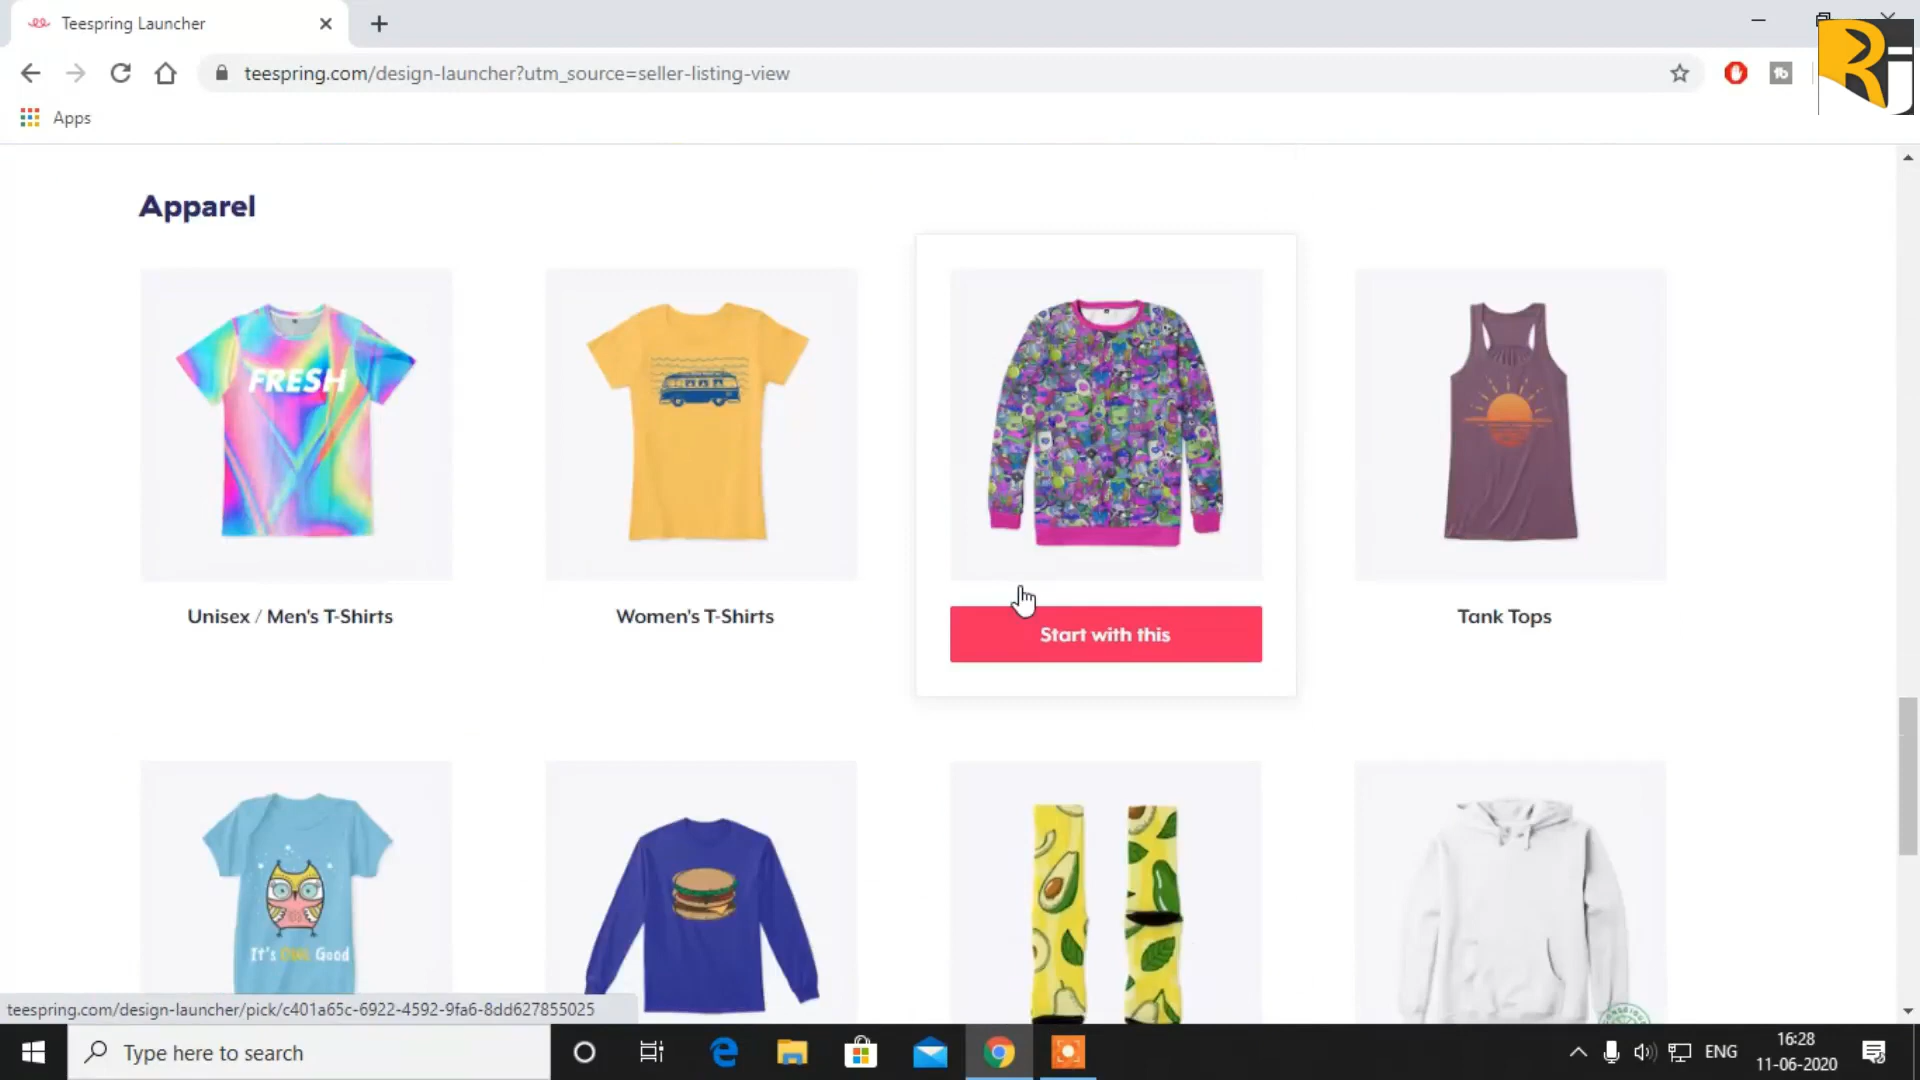 Teespring Launcher
teespring.com/design-launcher?utm_source=seller-listing-view
Rj
Apps
Apparel
FRESH
Unisex / Men's T-Shirts
Women's T-Shirts
Start with this
Tank Tops
It's Owl Good
teespring.com/design-launcher/pick/c401a65c-6922-4592-9fa6-8dd627855025
Type here to search
ENG
16:28
11-06-2020